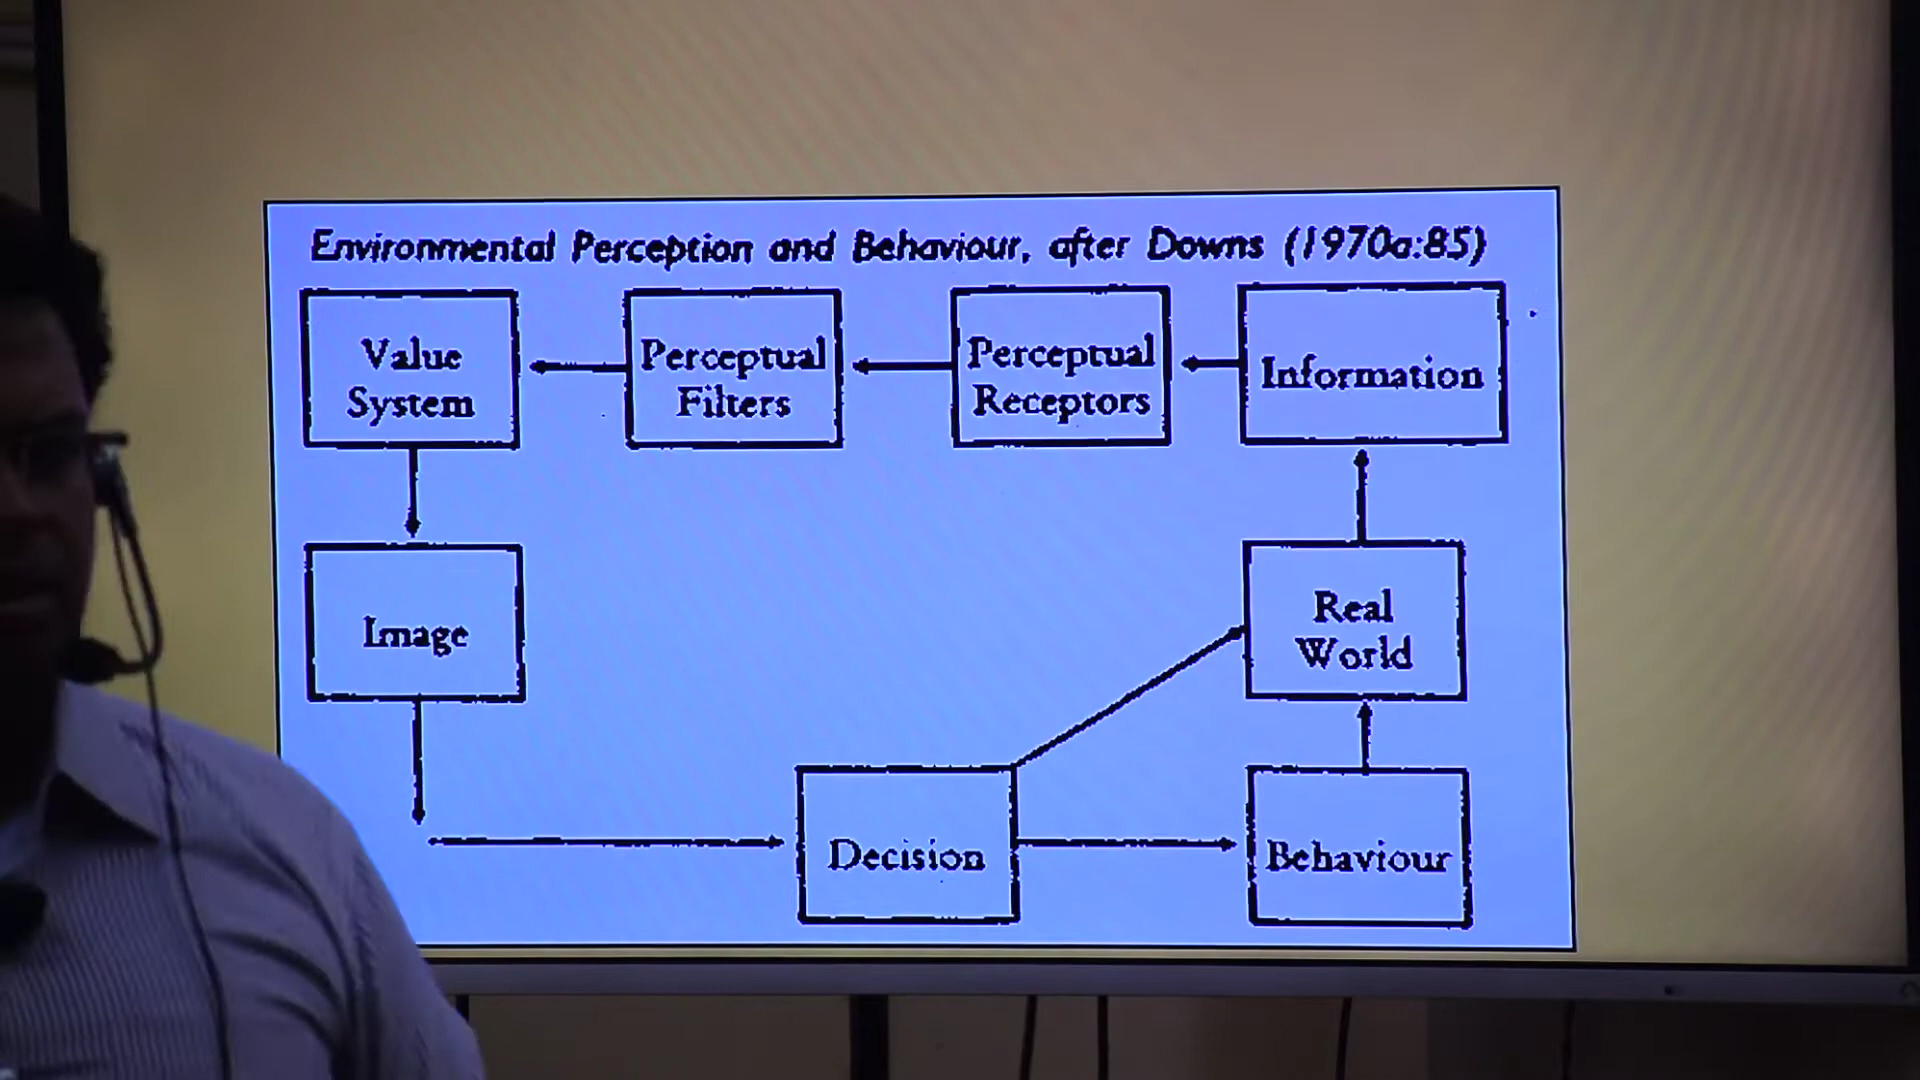 Environmental Perception and Behaviour, after Downs (1970a:85)
Value
System
Perceptual
Filters
Perceptual
Receptors
Information
Image
Real
World
Decision
Behaviour